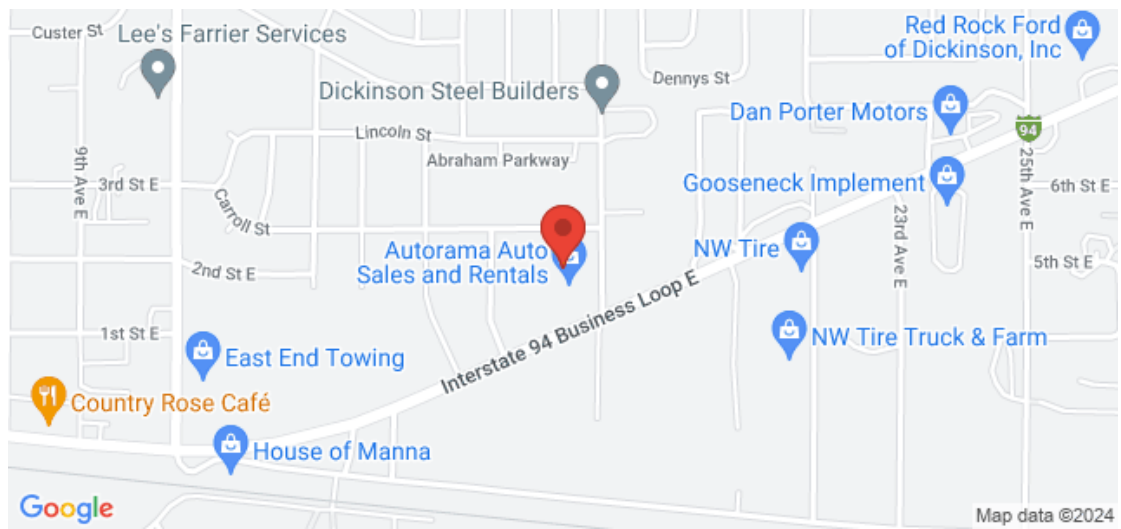 Custer St
Lee's Farrier Services
Red Rock Ford
of Dickinson, Inc
Dennys St
Dickinson Steel Builders
Dan Porter Motors
94
Lincoln St
Abraham Parkway
9th Ave E
3rd St E
25th Ave E
6th St E
Gooseneck Implement
Carroll St
23rd Ave E
Autorama Auto
Sales and Rentals
NW Tire
2nd St E
5th St E
Interstate 94 Business Loop E
1st St E
East End Towing
NW Tire Truck & Farm
Country Rose Café
House of Manna
Google
Map data ©2024